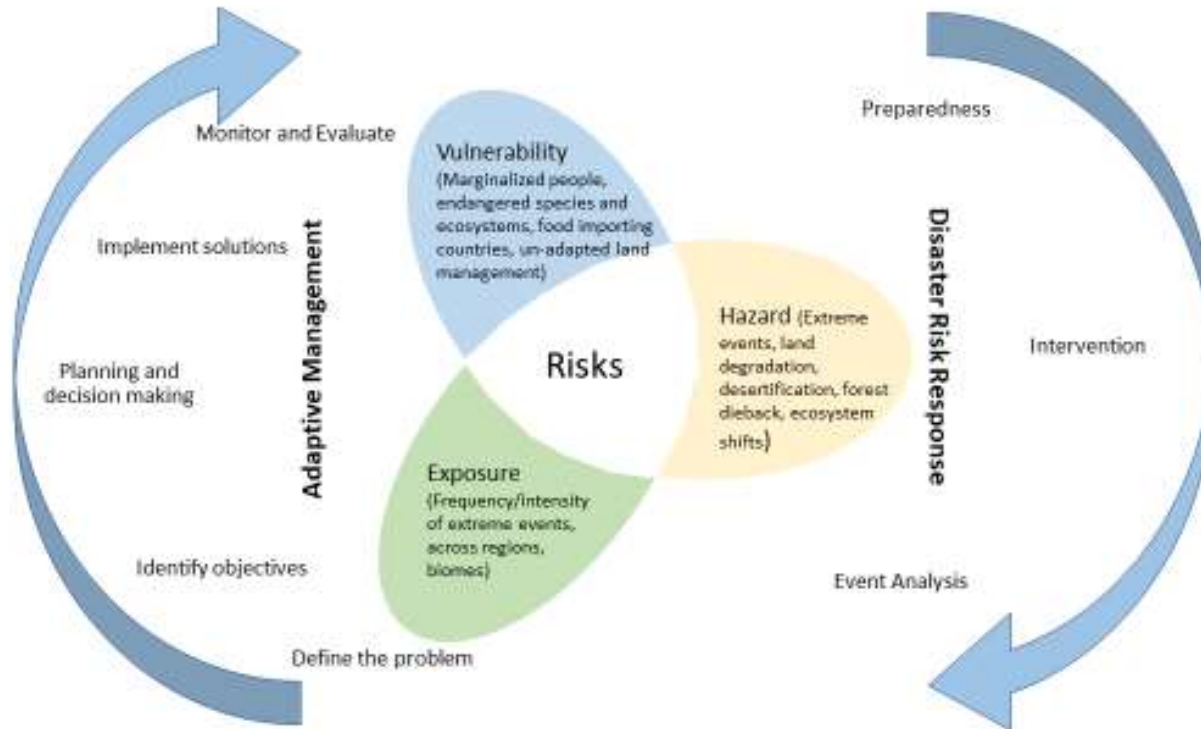 Monitor and Evaluate
Implement solutions
Planning and
decision making
Identify objectives
Define the problem
Adaptive Management
Vulnerability
(Marginalized people,
endangered species and
ecosystems, food importing
countries, un-adapted land
management)
Risks
Hazard (Extreme
events, land
degradation,
desertification, forest
dieback, ecosystem
shifts)
Exposure
(Frequency/intensity
of extreme events,
across regions,
biomes)
Disaster Risk Response
Preparedness
Intervention
Event Analysis